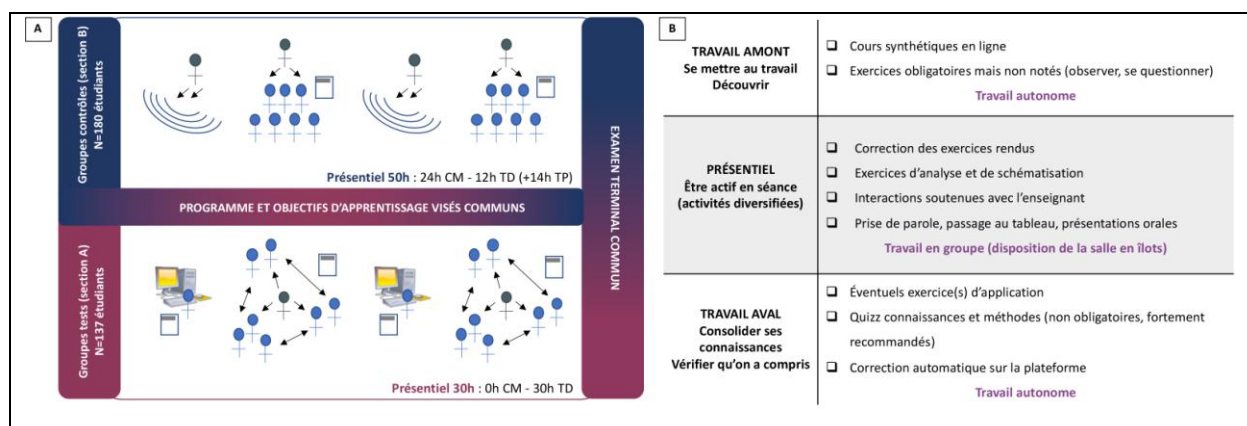 A
Groupes contrôles (section B)
N=180 étudiants
Présentiel 50h : 24h CM - 12h TD (+14h TP)
PROGRAMME ET OBJECTIFS D'APPRENTISSAGE VISÉS COMMUNS
Groupes tests (section A)
N=137 étudiants
Présentiel 30h : 0h CM - 30h TD
EXAMEN TERMINAL COMMUN
B
TRAVAIL AMONT
Se mettre au travail
Découvrir
Cours synthétiques en ligne
Exercices obligatoires mais non notés (observer, se questionner)
Travail autonome
PRÉSENTIEL
Être actif en séance
(activités diversifiées)
Correction des exercices rendus
Exercices d'analyse et de schématisation
Interactions soutenues avec l'enseignant
Prise de parole, passage au tableau, présentations orales
Travail en groupe (disposition de la salle en îlots)
TRAVAIL AVAL
Consolider ses
connaissances
Vérifier qu'on a compris
Éventuels exercice(s) d'application
Quizz connaissances et méthodes (non obligatoires, fortement
recommandés)
Correction automatique sur la plateforme
Travail autonome